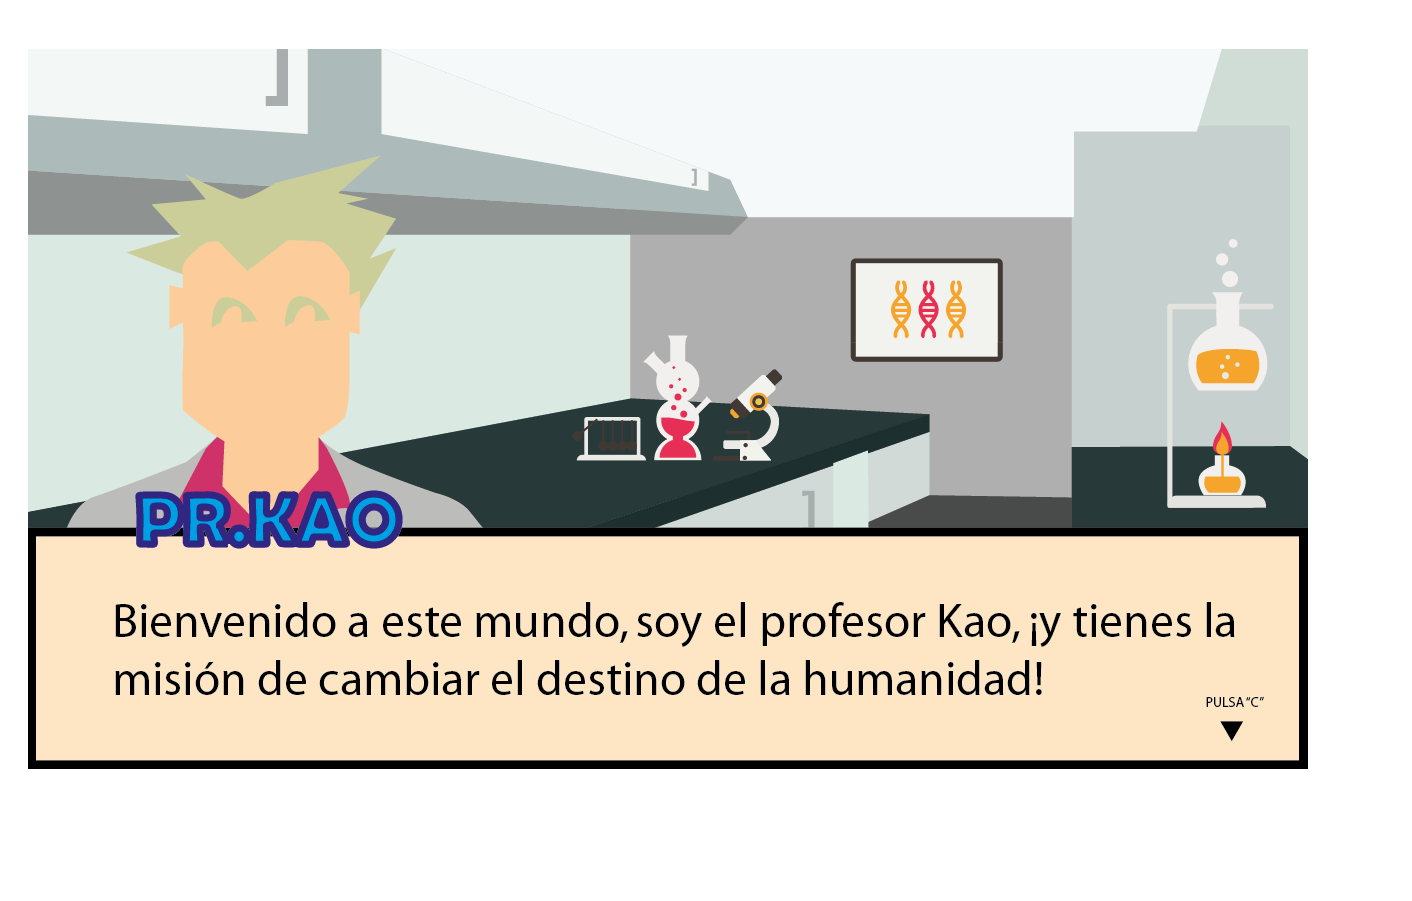 PR.KAO
Bienvenido a este mundo, soy el profesor Kao, ¡y tienes la
misión de cambiar el destino de la humanidad!
PULSA "C"